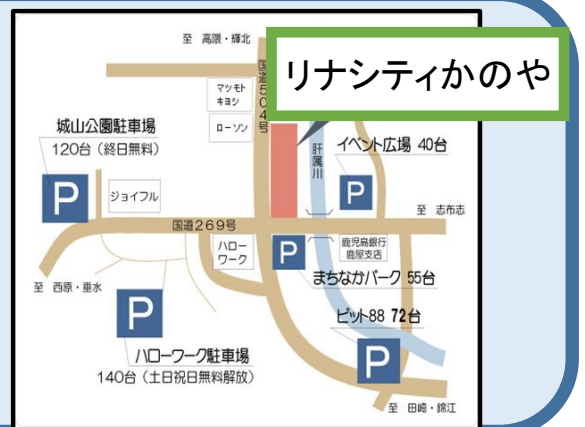 至 高隈・輝北
リナシティかのや
国道504号
マツモト
キヨシ
ローソン
城山公園駐車場
120台（終日無料）
P
ジョイフル
肝属川
イベント広場 40台
P
至 志布志
国道269号
ハロー
ワーク
P
鹿児島銀行
鹿屋支店
まちなかパーク 55台
至 西原・垂水
P
ピット88 72台
P
ハローワーク駐車場
140台（土日祝日無料解放）
至 田崎・錦江